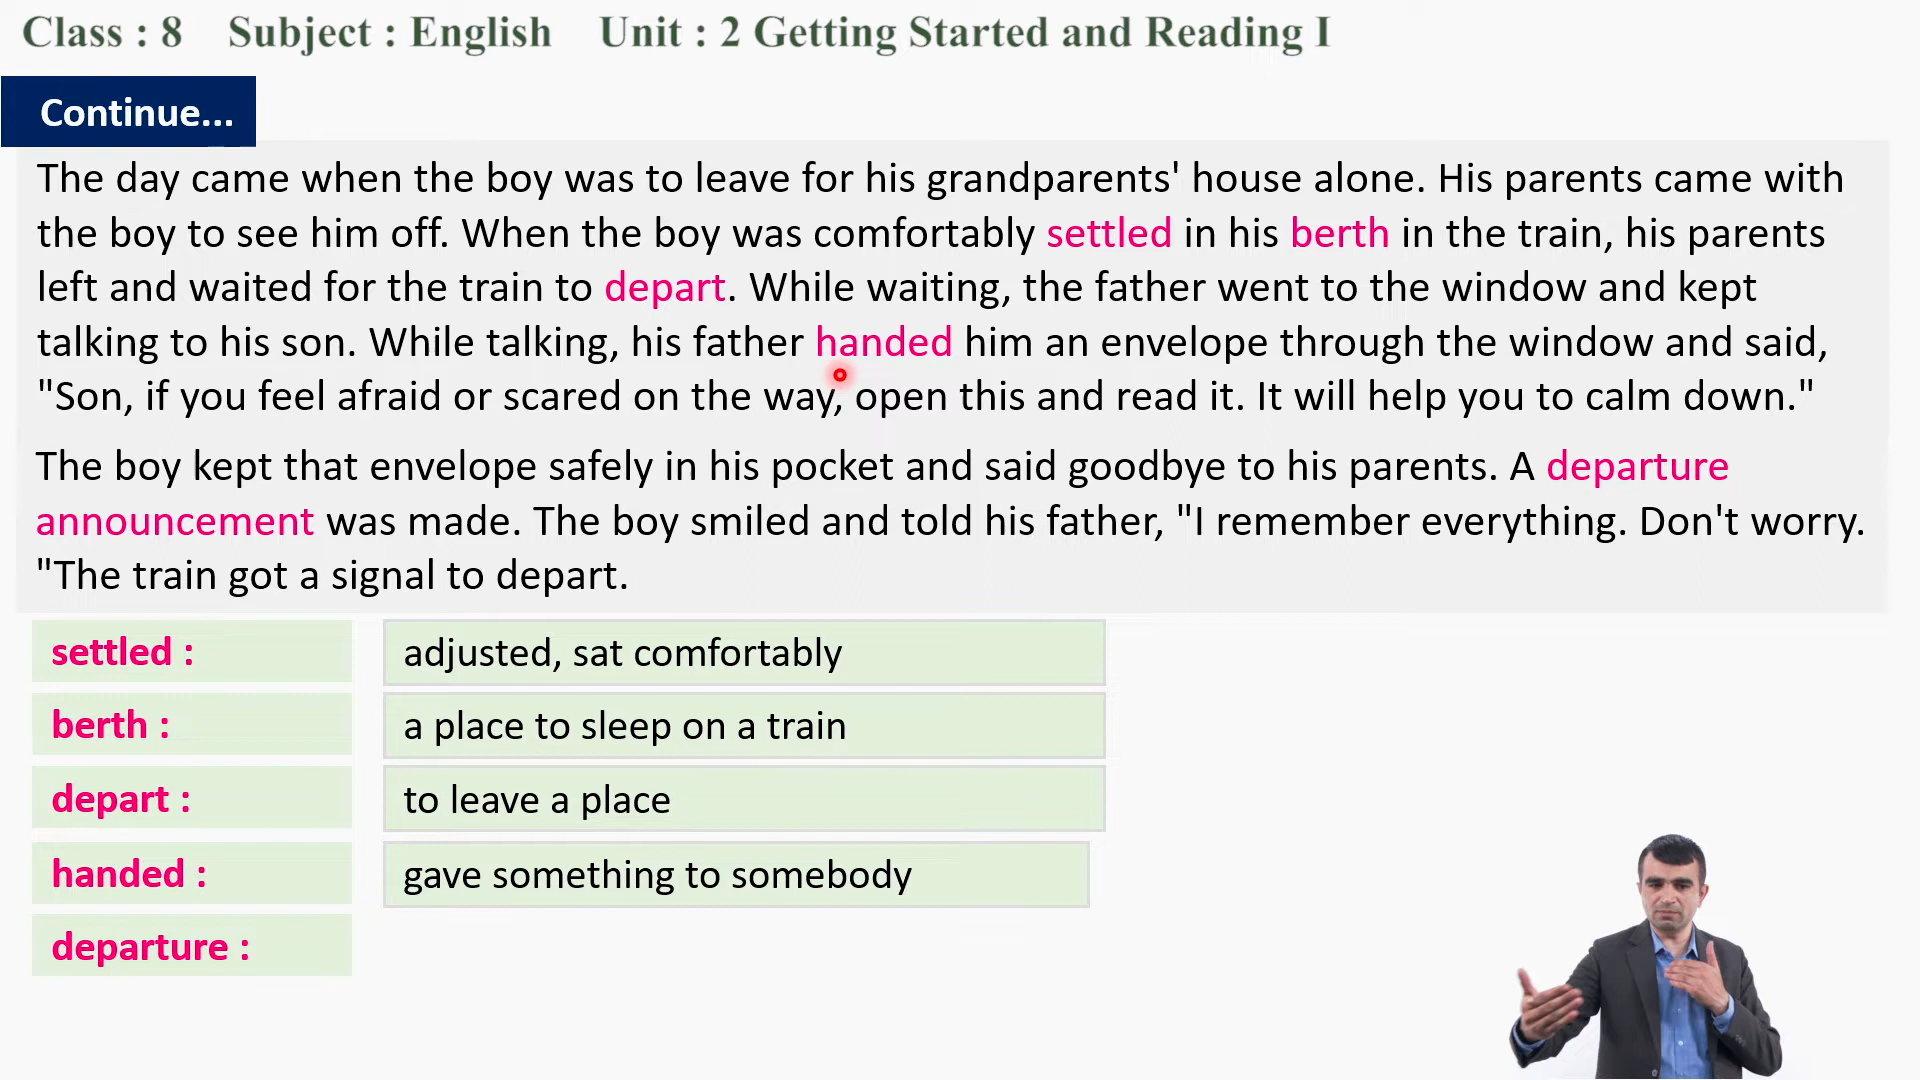 Class : 8 Subject : English Unit : 2 Getting Started and Reading I
Continue...
The day came when the boy was to leave for his grandparents' house alone. His parents came with
the boy to see him off. When the boy was comfortably settled in his berth in the train, his parents
left and waited for the train to depart. While waiting, the father went to the window and kept
talking to his son. While talking, his father handed him an envelope through the window and said,
"Son, if you feel afraid or scared on the way, open this and read it. It will help you to calm down."
The boy kept that envelope safely in his pocket and said goodbye to his parents. A departure
announcement was made. The boy smiled and told his father, "I remember everything. Don't worry.
"The train got a signal to depart.
settled : adjusted, sat comfortably
berth : a place to sleep on a train
depart : to leave a place
handed : gave something to somebody
departure :